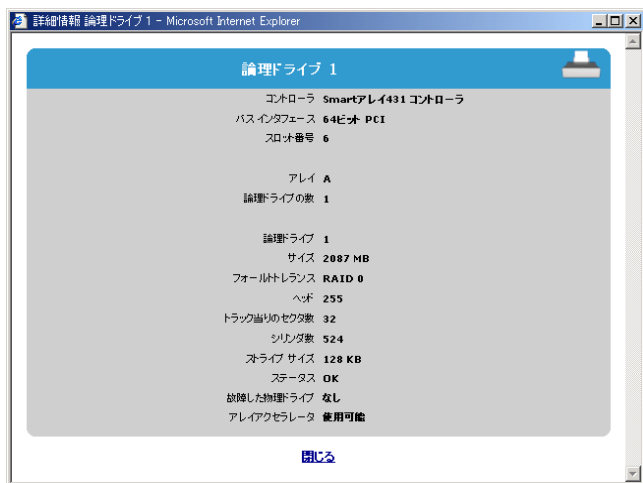 詳細情報 論理ドライブ 1 - Microsoft Internet Explorer
論理ドライブ 1
コントローラ Smartアレイ431 コントローラ
バス インタフェース 64ビット PCI
スロット番号 6
アレイ A
論理ドライブの数 1
論理ドライブ 1
サイズ 2087 MB
フォールトトレランス RAID 0
ヘッド 255
トラック当りのセクタ数 32
シリンダ数 524
ストライプ サイズ 128 KB
ステータス OK
故障した物理ドライブ なし
アレイアクセラレータ 使用可能
閉じる